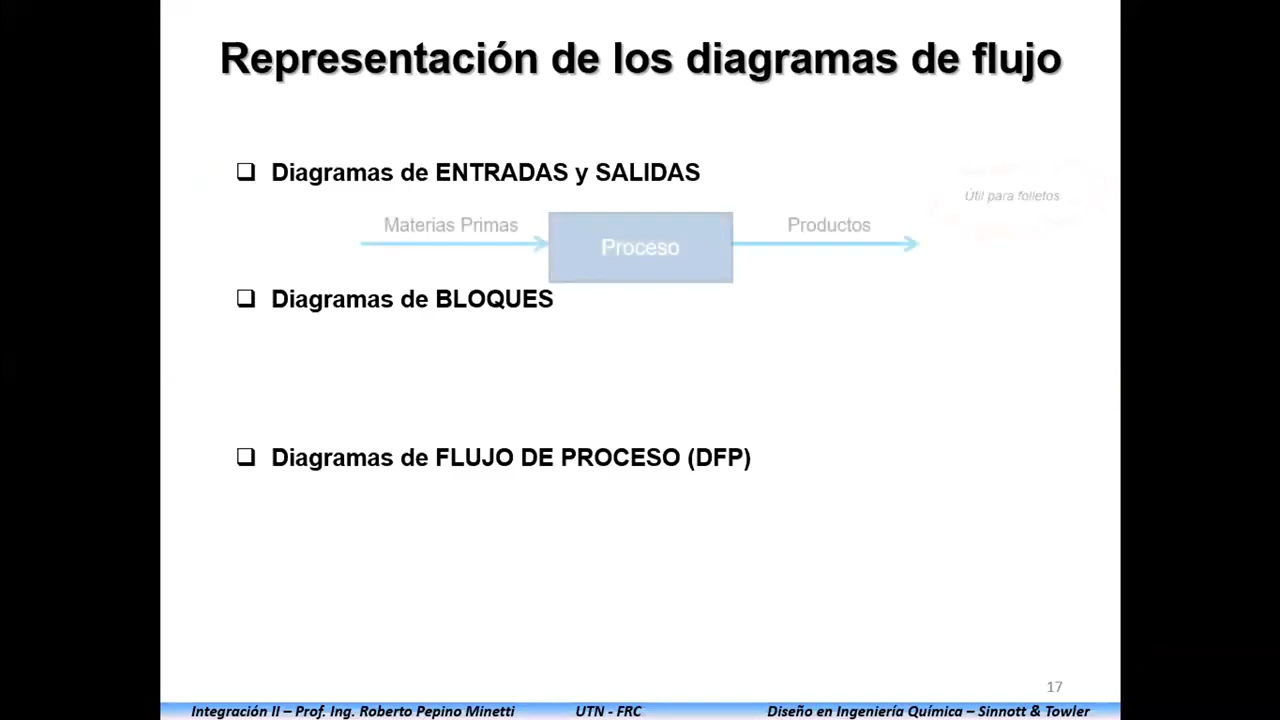 Representación de los diagramas de flujo
❑ Diagramas de ENTRADAS y SALIDAS
Útil para folletos
Materias Primas
Proceso
Productos
❑ Diagramas de BLOQUES
❑ Diagramas de FLUJO DE PROCESO (DFP)
17
Integración II – Prof. Ing. Roberto Pepino Minetti
UTN - FRC
Diseño en Ingeniería Química – Sinnott & Towler